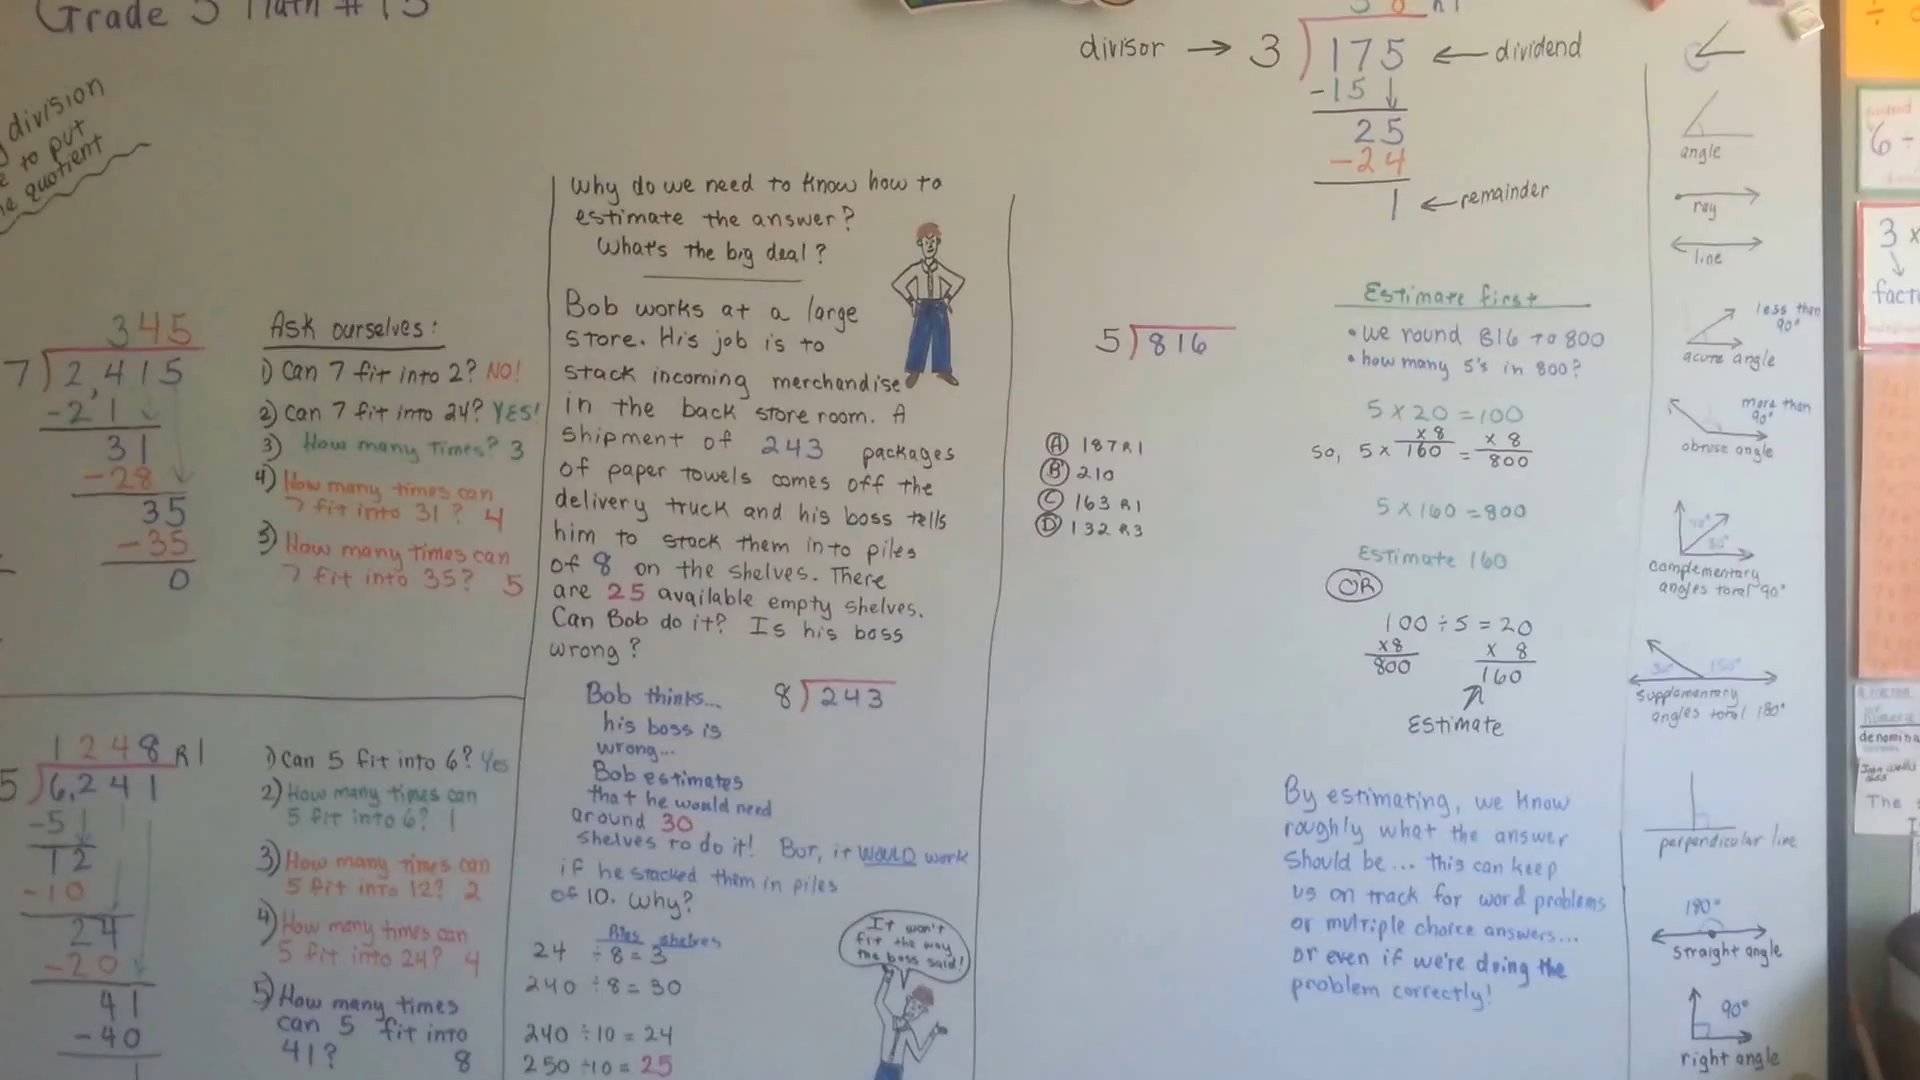 Grade 5 Math # 15
division
to put
quotient
345
7)2,415
-21
31
-28
35
-35
0
Ask ourselves:
1) Can 7 fit into 2? NO!
2) Can 7 fit into 24? YES!
3) How many Times? 3
4) How many times can
7 fit into 31? 4
5) How many times can
7 fit into 35? 5
1248 R1
5)6,241
-5
12
-10
24
-20
41
-40
1
1) Can 5 fit into 6? Yes
2) How many times can
5 fit into 6? 1
3) How many times can
5 fit into 12? 2
4) How many times can
5 fit into 24? 4
5) How many times
can 5 fit into
41? 8
Why do we need to know how to
estimate the answer?
What's the big deal?
Bob works at a large
store. His job is to
stack incoming merchandise
in the back store room. A
shipment of 243 packages
of paper towels comes off the
delivery truck and his boss tells
him to stack them into piles
of 8 on the shelves. There
are 25 available empty shelves.
Can Bob do it? Is his boss
wrong?
Bob thinks...
his boss is
wrong...
Bob estimates
that he would need
around 30
shelves to do it! But, it WOULD work
if he stacked them in piles
of 10. Why?
8)243
Piles shelves
24 ÷ 8 = 3
240 ÷ 8 = 30
240 ÷ 10 = 24
250 ÷ 10 = 25
It won't
fit the way
the boss said!
58 R1
divisor → 3)175 ← dividend
-15
25
-24
1 ← remainder
5)816
A 187 R1
B 210
C 163 R1
D 132 R3
Estimate first
• we round 816 to 800
• how many 5's in 800?
5 x 20 = 100
x 8 x 8
so, 5 x 160 = 800
5 x 160 = 800
Estimate 160
OR
100 ÷ 5 = 20
x8 x 8
800 160
Estimate
By estimating, we know
roughly what the answer
should be... this can keep
us on track for word problems
or multiple choice answers...
or even if we're doing the
problem correctly!
angle
ray
line
less than
90°
acute angle
more than
90°
obtuse angle
complementary
angles total 90°
150°
supplementary
angles total 180°
perpendicular line
180°
straight angle
90°
right angle
÷
dividend
6 ÷
3 x
facto
denomina
The